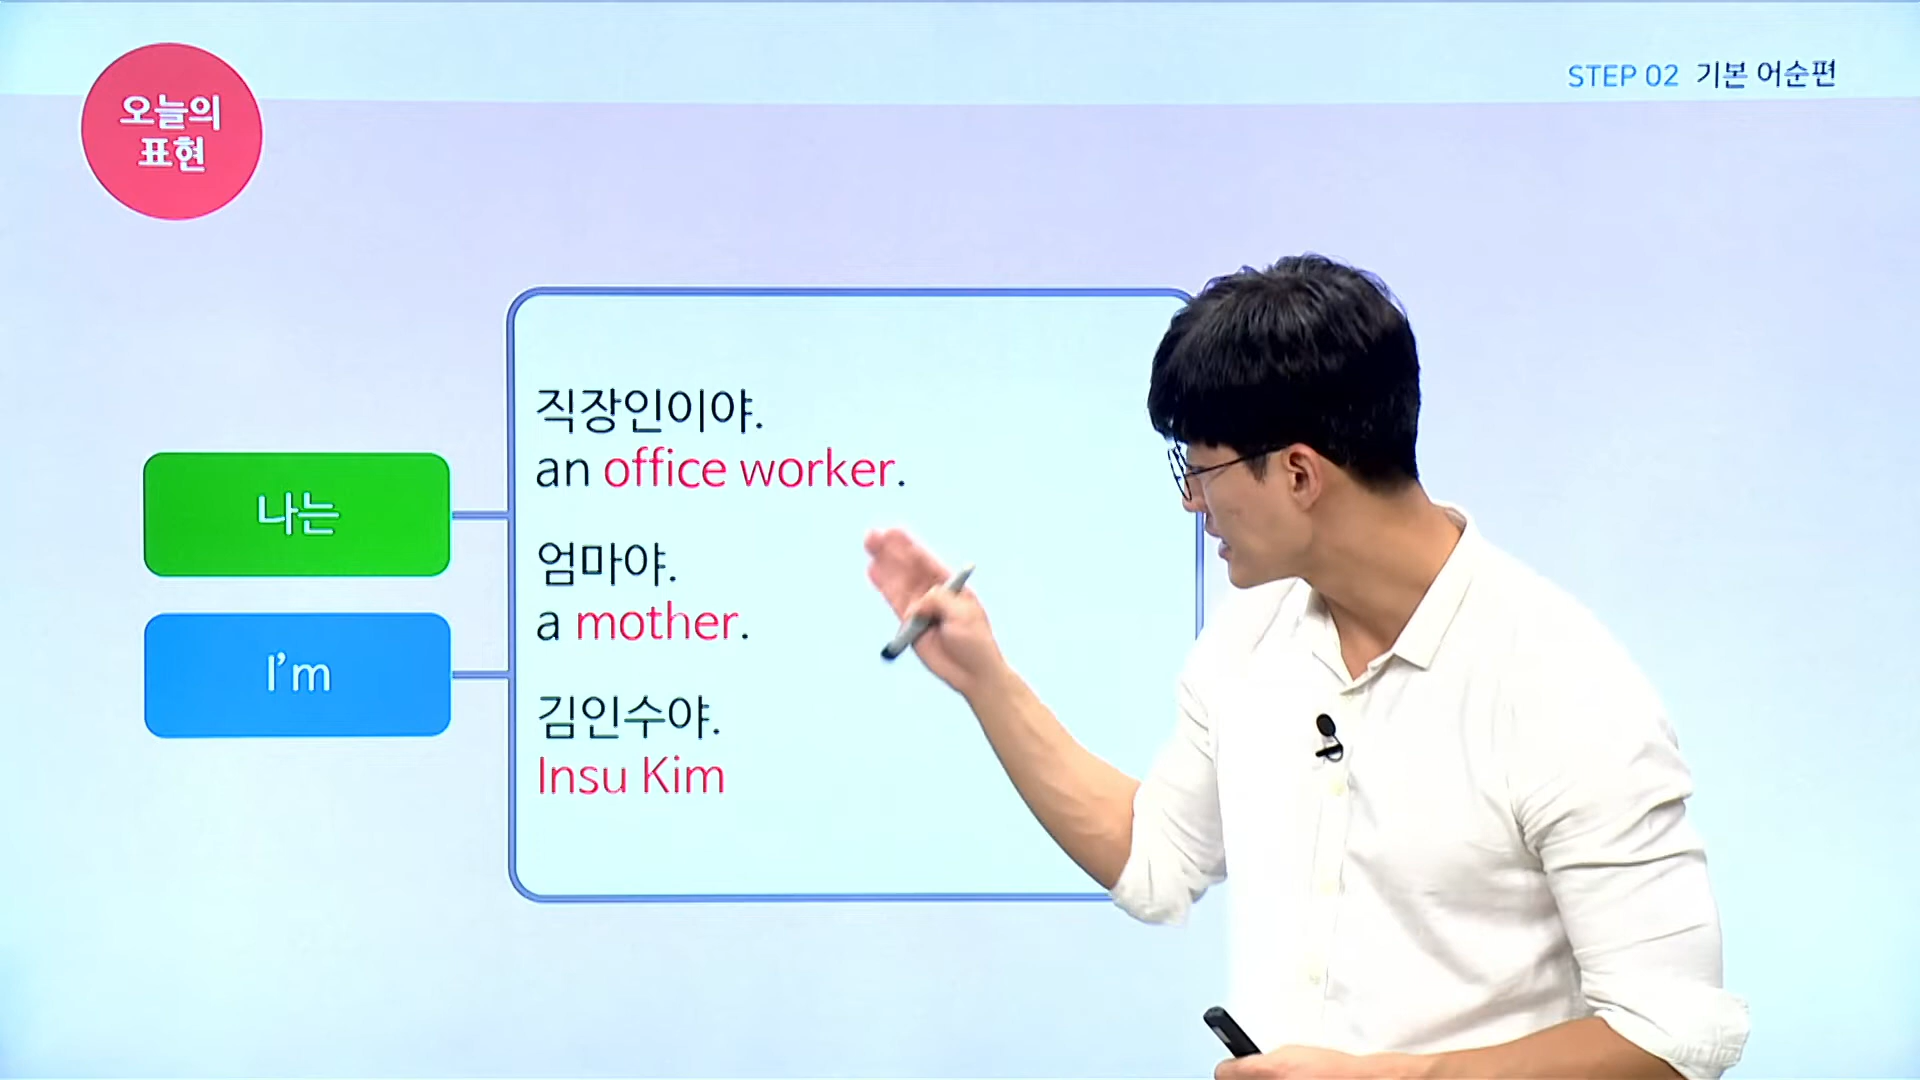 오늘의
표현
STEP 02 기본 어순편
나는
I'm
직장인이야.
an office worker.
엄마야.
a mother.
김인수야.
Insu Kim